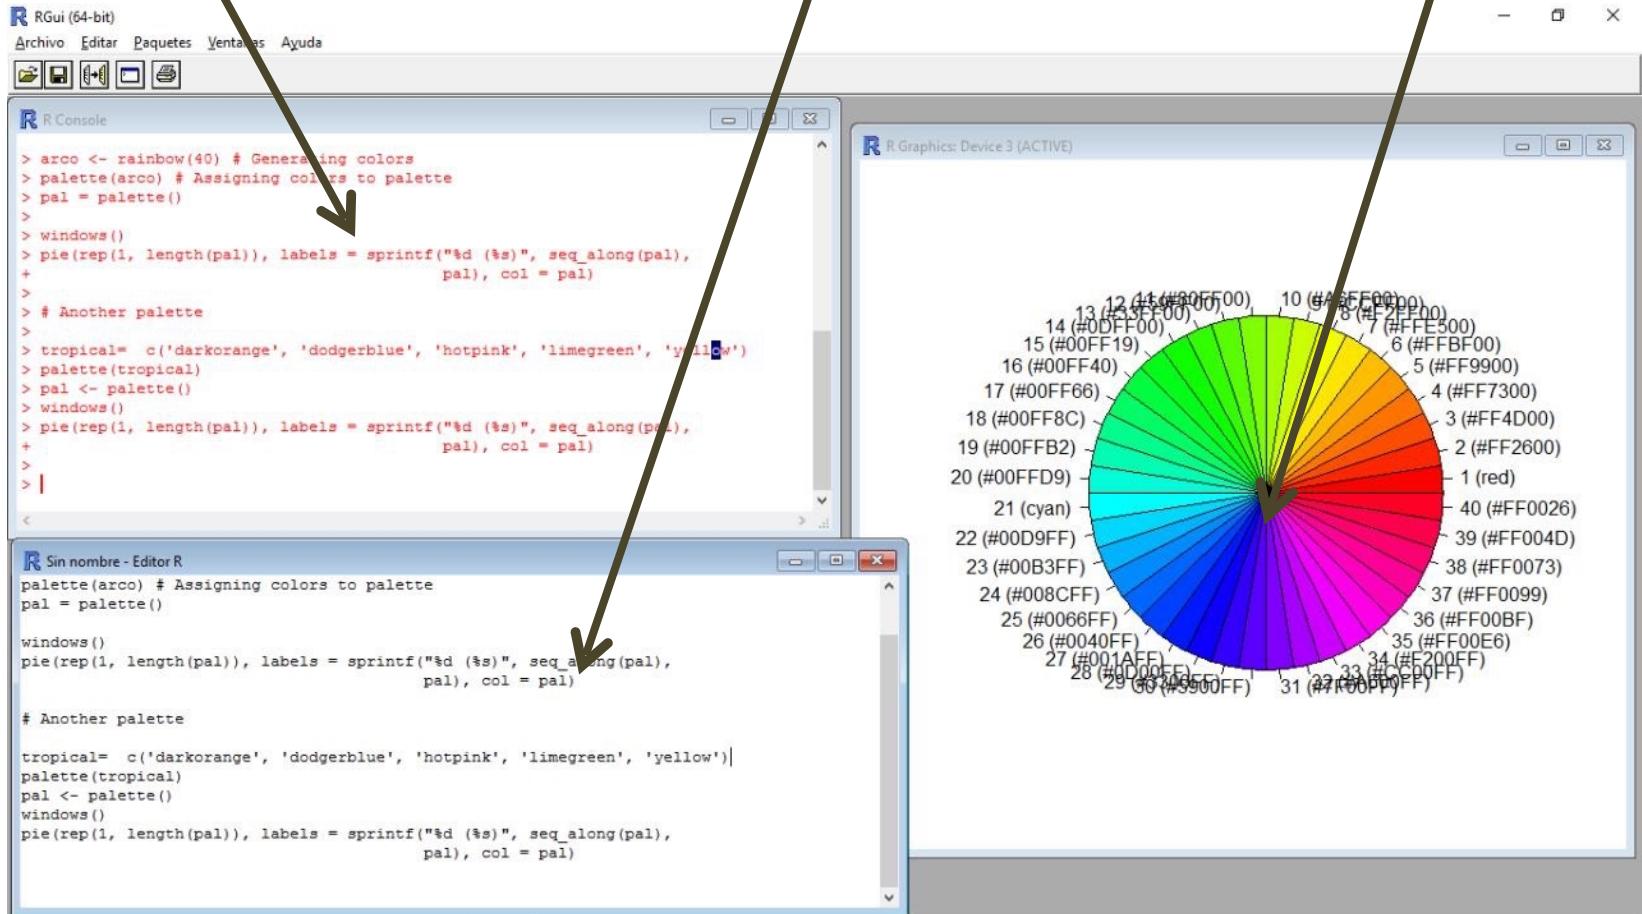 RGui (64-bit)
Archivo Editar Paquetes Ventanas Ayuda
R Console
> arco <- rainbow(40) # Generating colors
> palette(arco) # Assigning colors to palette
> pal = palette()
>
> windows()
> pie(rep(1, length(pal)), labels = sprintf("%d (%s)", seq_along(pal),
+ pal), col = pal)
>
> # Another palette
>
> tropical= c('darkorange', 'dodgerblue', 'hotpink', 'limegreen', 'yellow')
> palette(tropical)
> pal <- palette()
> windows()
> pie(rep(1, length(pal)), labels = sprintf("%d (%s)", seq_along(pal),
+ pal), col = pal)
>
>
Sin nombre - Editor R
palette(arco) # Assigning colors to palette
pal = palette()
windows()
pie(rep(1, length(pal)), labels = sprintf("%d (%s)", seq_along(pal),
pal), col = pal)
# Another palette
tropical= c('darkorange', 'dodgerblue', 'hotpink', 'limegreen', 'yellow')
palette(tropical)
pal <- palette()
windows()
pie(rep(1, length(pal)), labels = sprintf("%d (%s)", seq_along(pal),
pal), col = pal)
R Graphics: Device 3 (ACTIVE)
1 (red)
2 (#FF2600)
3 (#FF4D00)
4 (#FF7300)
5 (#FF9900)
6 (#FFBF00)
7 (#FFE500)
8 (#F2FF00)
10
13 (#33FF00)
14 (#0DFF00)
15 (#00FF19)
16 (#00FF40)
17 (#00FF66)
18 (#00FF8C)
19 (#00FFB2)
20 (#00FFD9)
21 (cyan)
22 (#00D9FF)
23 (#00B3FF)
24 (#008CFF)
25 (#0066FF)
26 (#0040FF)
27 (#001AFF)
28
29
31
34 (#F200FF)
35 (#FF00E6)
36 (#FF00BF)
37 (#FF0099)
38 (#FF0073)
39 (#FF004D)
40 (#FF0026)